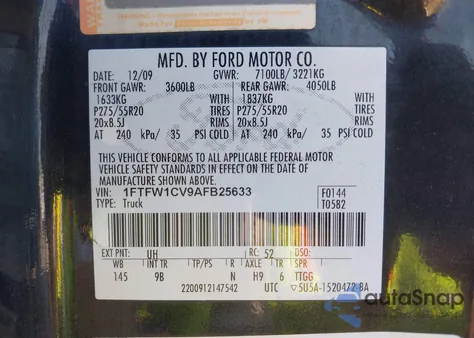 MFD. BY FORD MOTOR CO.
DATE: 12/09 GVWR: 7100LB/ 3221KG
FRONT GAWR: 3600LB REAR GAWR: 4050LB
1633KG WITH 1837KG WITH
P275/55R20 TIRES P275/55R20 TIRES
20x8.5J RIMS 20x8.5J RIMS
AT 240 kPa/ 35 PSI COLD AT 240 kPa/ 35 PSI COLD
THIS VEHICLE CONFORMS TO ALL APPLICABLE FEDERAL MOTOR
VEHICLE SAFETY STANDARDS IN EFFECT ON THE DATE OF
MANUFACTURE SHOWN ABOVE.
VIN: 1FTFW1CV9AFB25633 F0144
TYPE: Truck T0582
EXT PNT: UH RC: 52 DSO:
WB INT TR TP/PS R AXLE TR SPR
145 9B N H9 6 TTGG
2200912147542 UTC ▽5U5A-1520472-BA
autoSnap